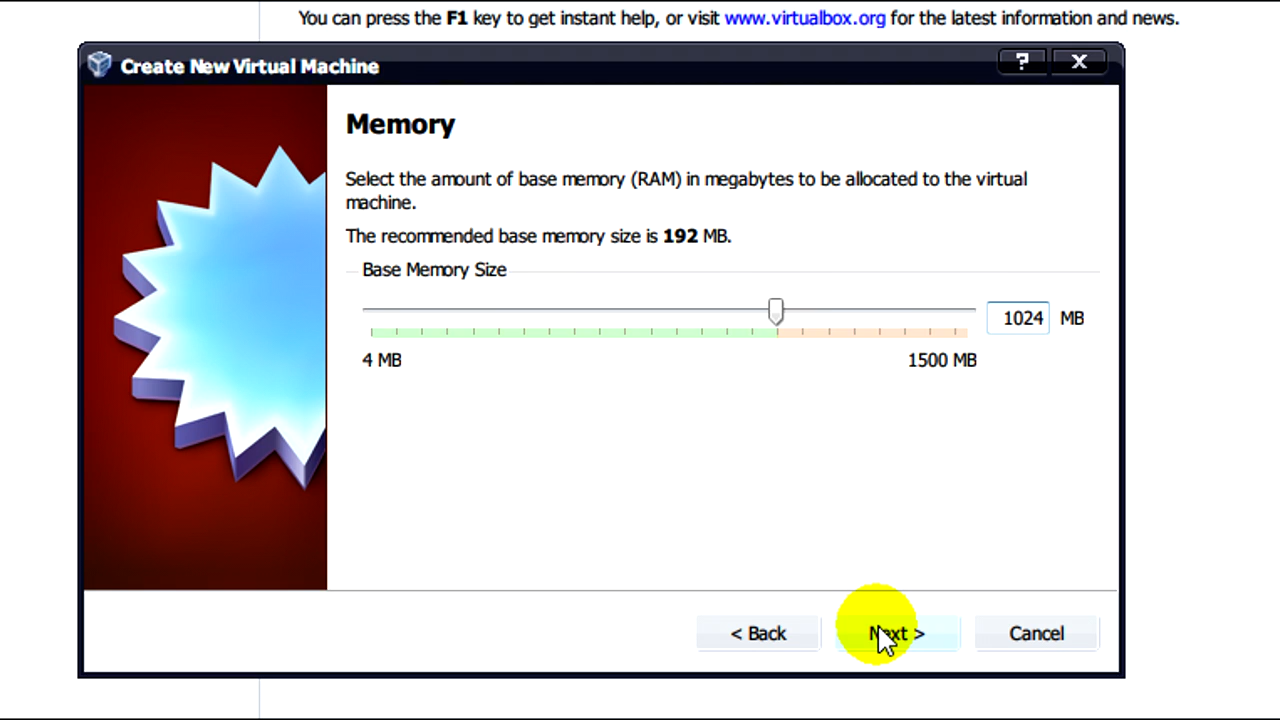 You can press the F1 key to get instant help, or visit www.virtualbox.org for the latest information and news.
Create New Virtual Machine
?
X
Memory
Select the amount of base memory (RAM) in megabytes to be allocated to the virtual
machine.
The recommended base memory size is 192 MB.
Base Memory Size
1024 MB
4 MB
1500 MB
< Back
Next >
Cancel